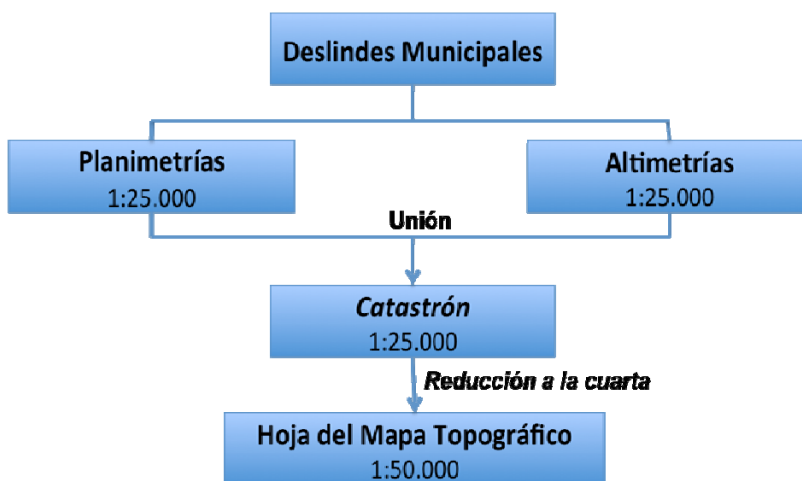 Deslindes Municipales
Planimetrías
1:25.000
Altimetrías
1:25.000
Unión
Catastrón
1:25.000
Reducción a la cuarta
Hoja del Mapa Topográfico
1:50.000